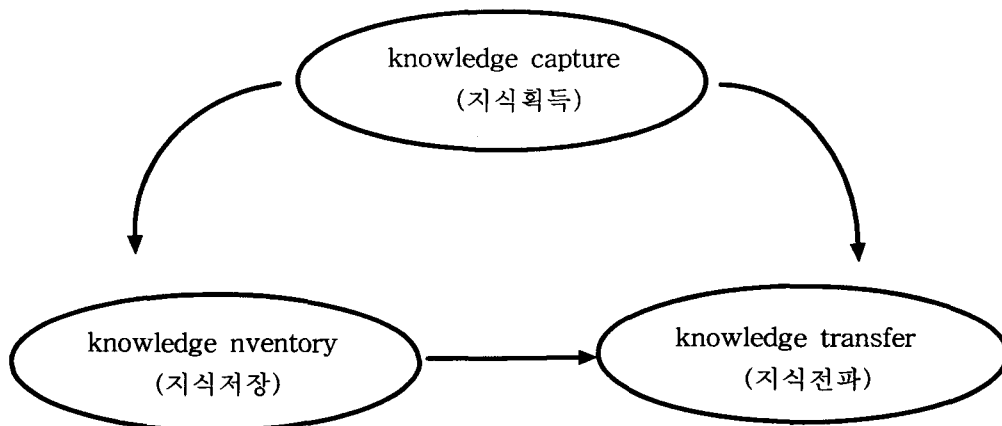 knowledge capture
(지식획득)
knowledge nventory
(지식저장)
knowledge transfer
(지식전파)